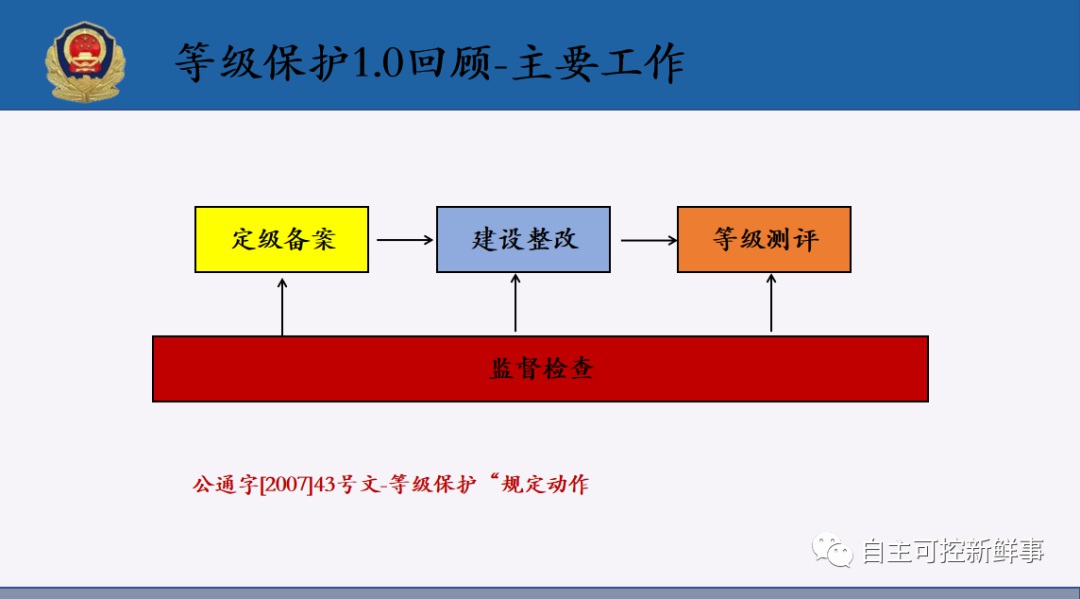 等级保护1.0回顾-主要工作
定级备案
建设整改
等级测评
监督检查
公通字[2007]43号文-等级保护“规定动作
自主可控新鲜事